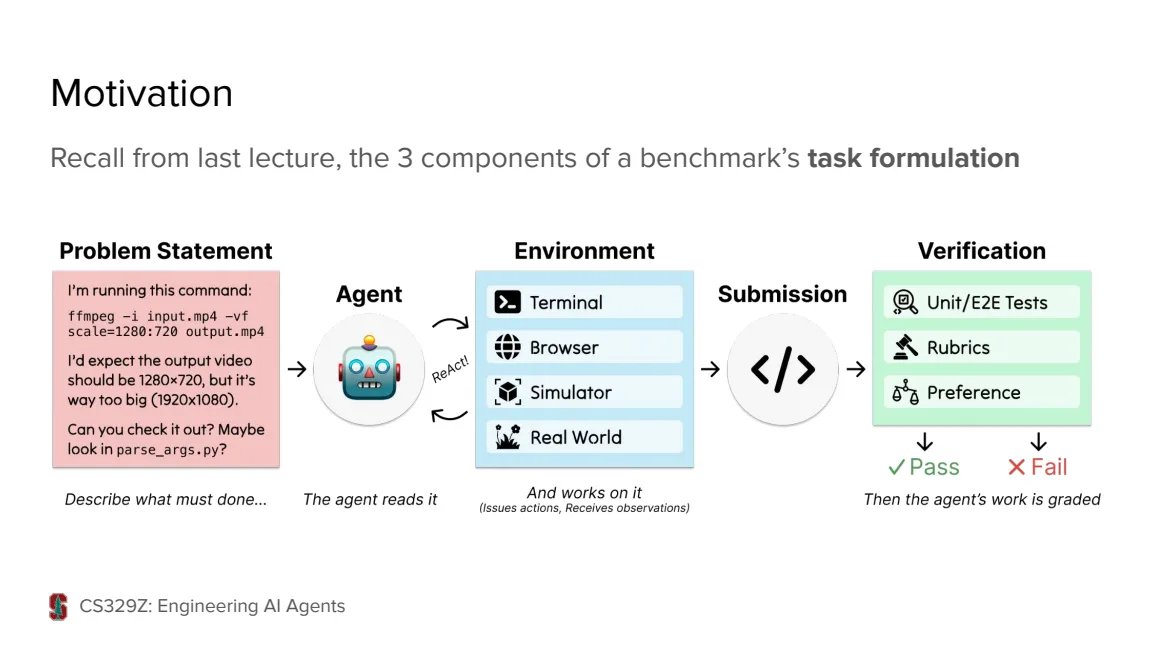 Motivation
Recall from last lecture, the 3 components of a benchmark’s task formulation
Problem Statement
I’m running this command:
ffmpeg -i input.mp4 -vf
scale=1280:720 output.mp4
I’d expect the output video
should be 1280×720, but it’s
way too big (1920x1080).
Can you check it out? Maybe
look in parse_args.py?
Describe what must done...
Agent
The agent reads it
ReAct!
Environment
Terminal
Browser
Simulator
Real World
And works on it
(Issues actions, Receives observations)
Submission
</>
Verification
Unit/E2E Tests
Rubrics
Preference
✓Pass
✕ Fail
Then the agent’s work is graded
S
CS329Z: Engineering AI Agents